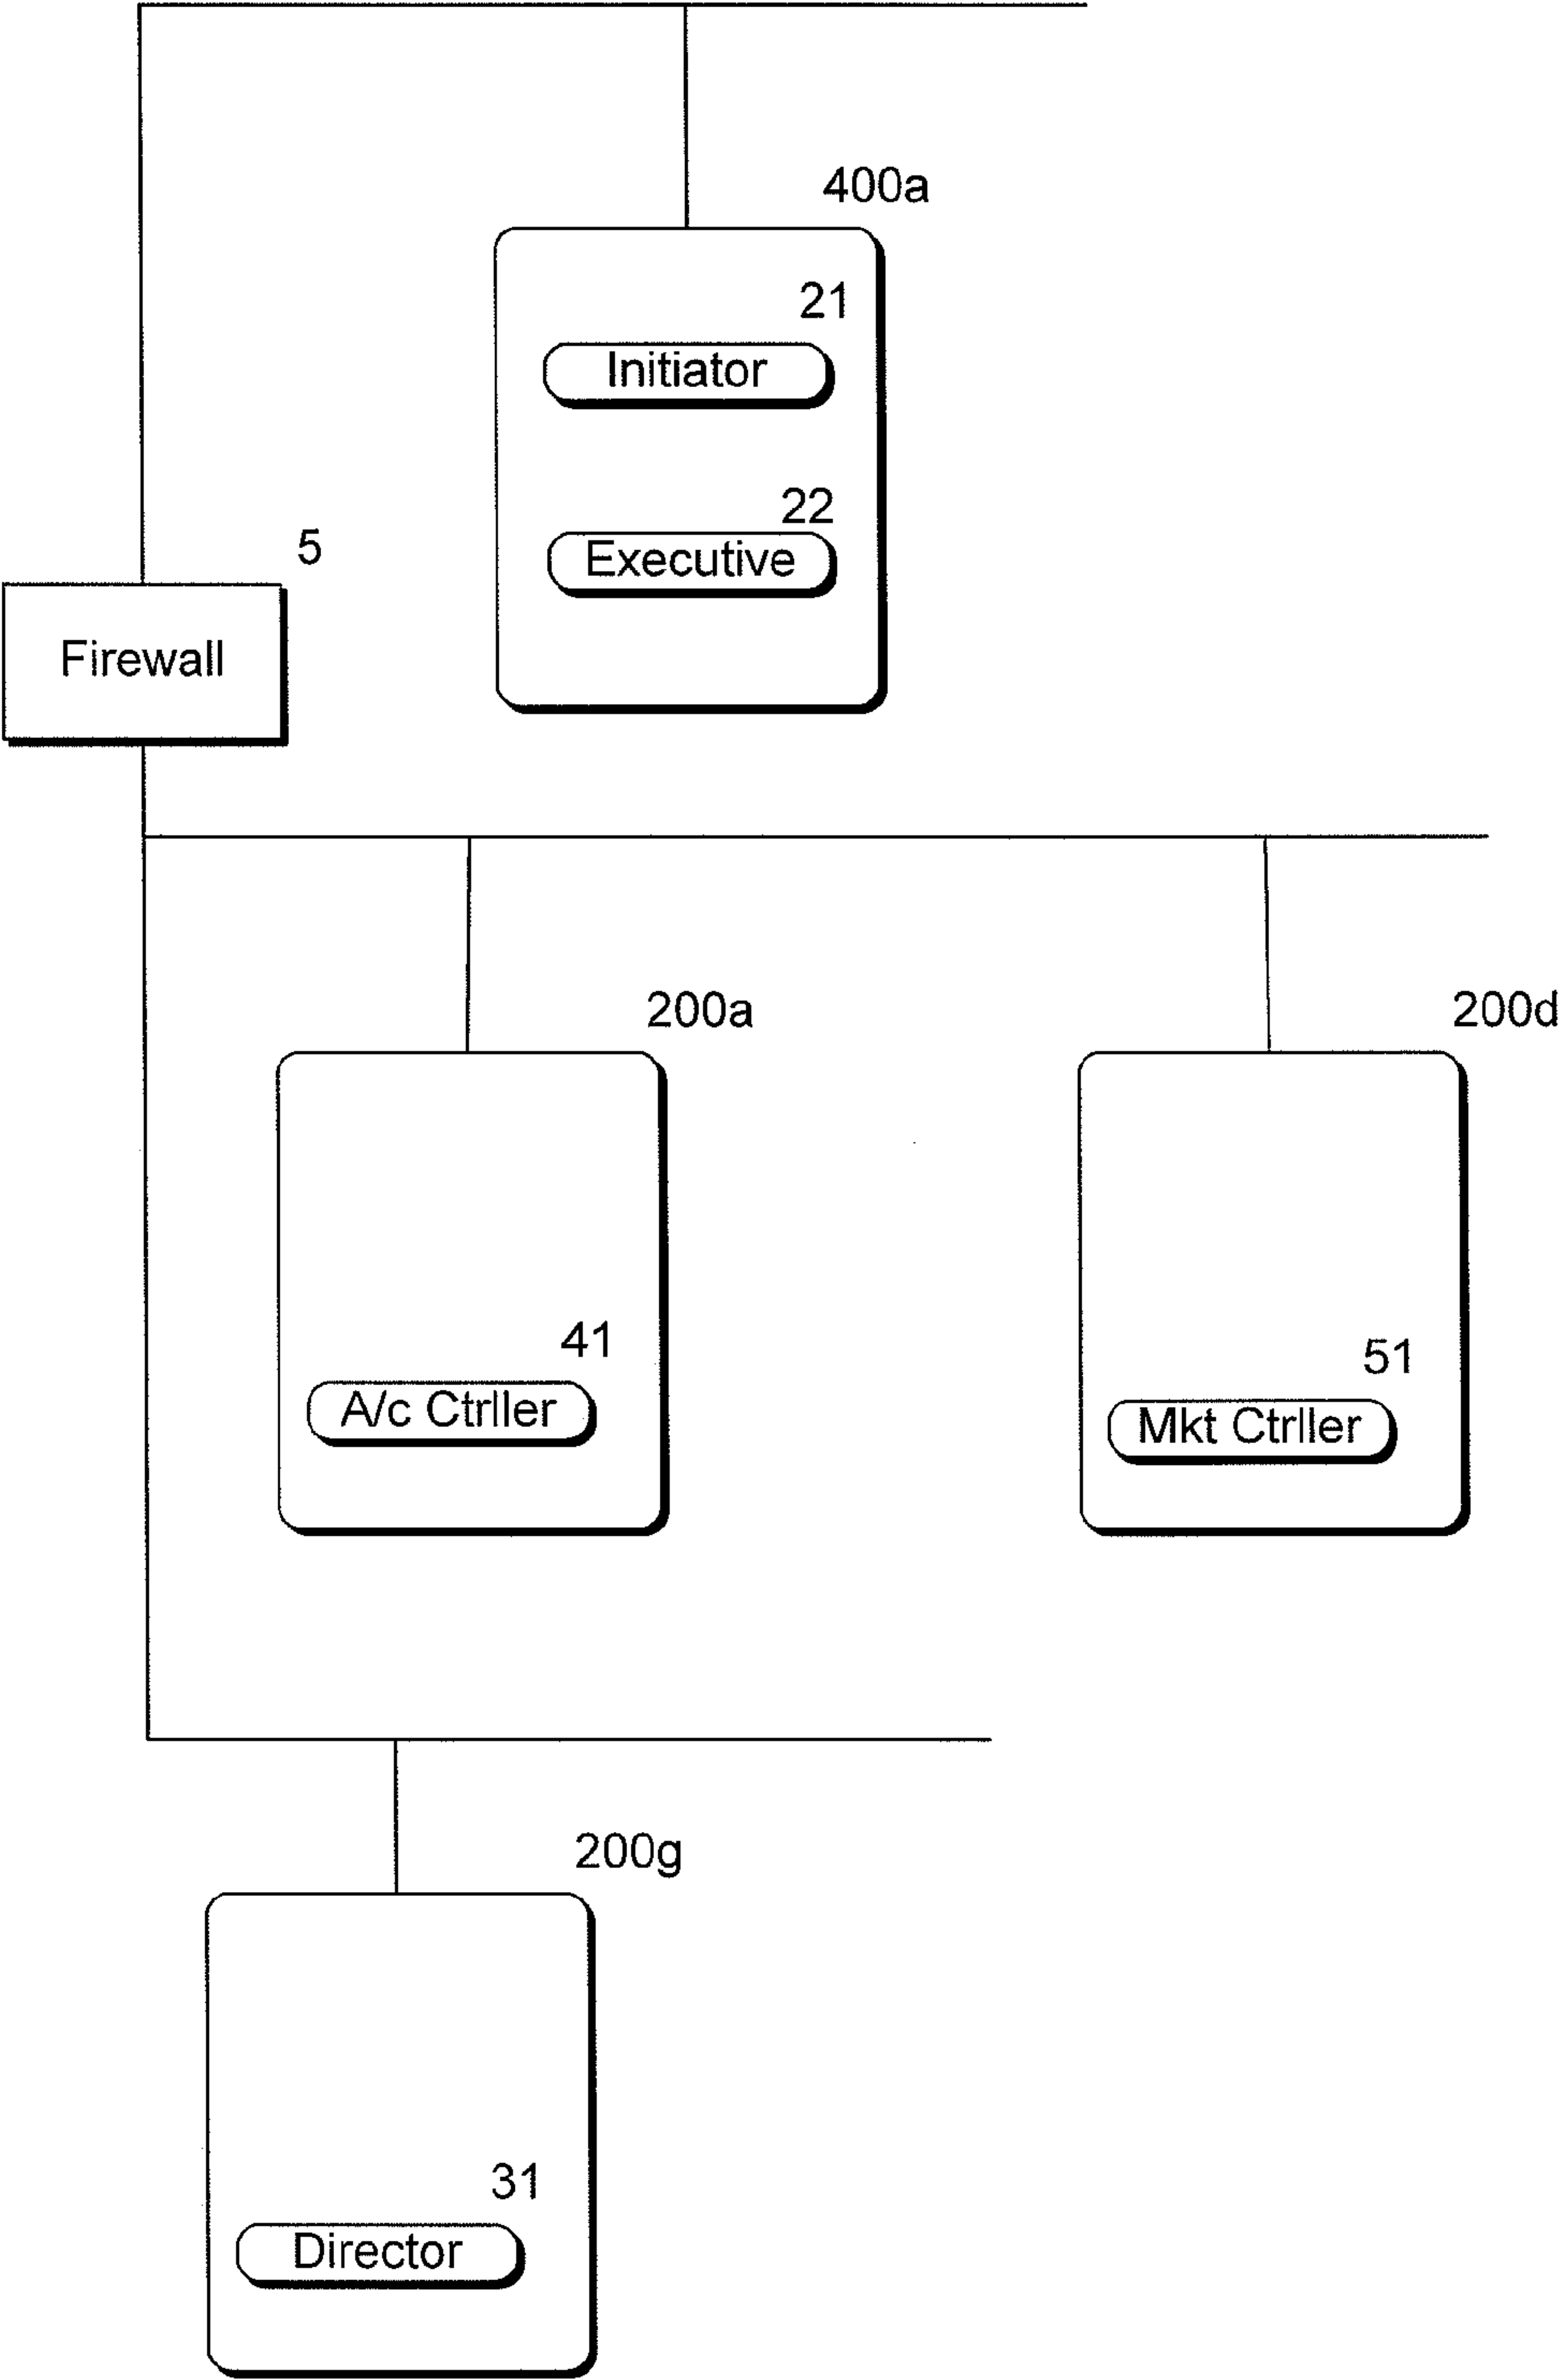 400a
21
Initiator
22
Executive
5
Firewall
200a
200d
41
A/c Ctrller
51
Mkt Ctrller
200g
31
Director